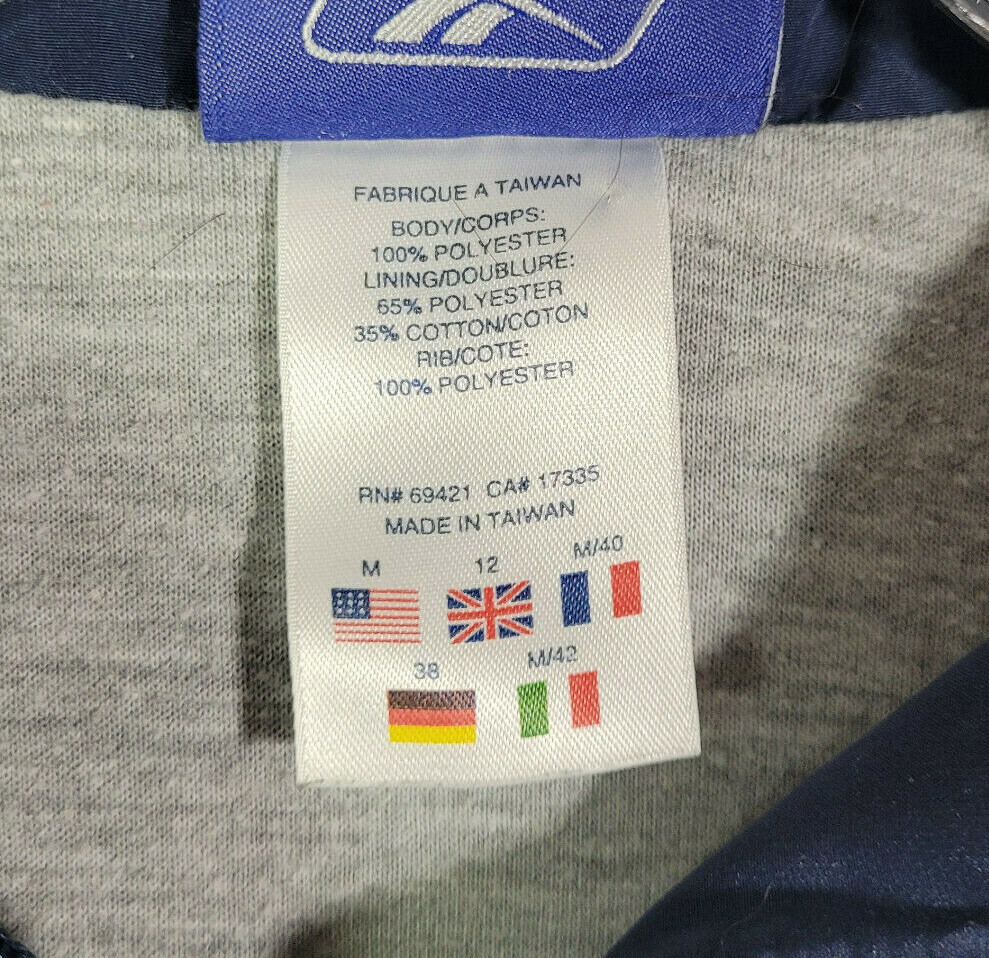 FABRIQUE A TAIWAN
BODY/CORPS:
100% POLYESTER
LINING/DOUBLURE:
65% POLYESTER
35% COTTON/COTON
RIB/COTE:
100% POLYESTER
RN# 69421 CA# 17335
MADE IN TAIWAN
M 12 M/40
38 M/42